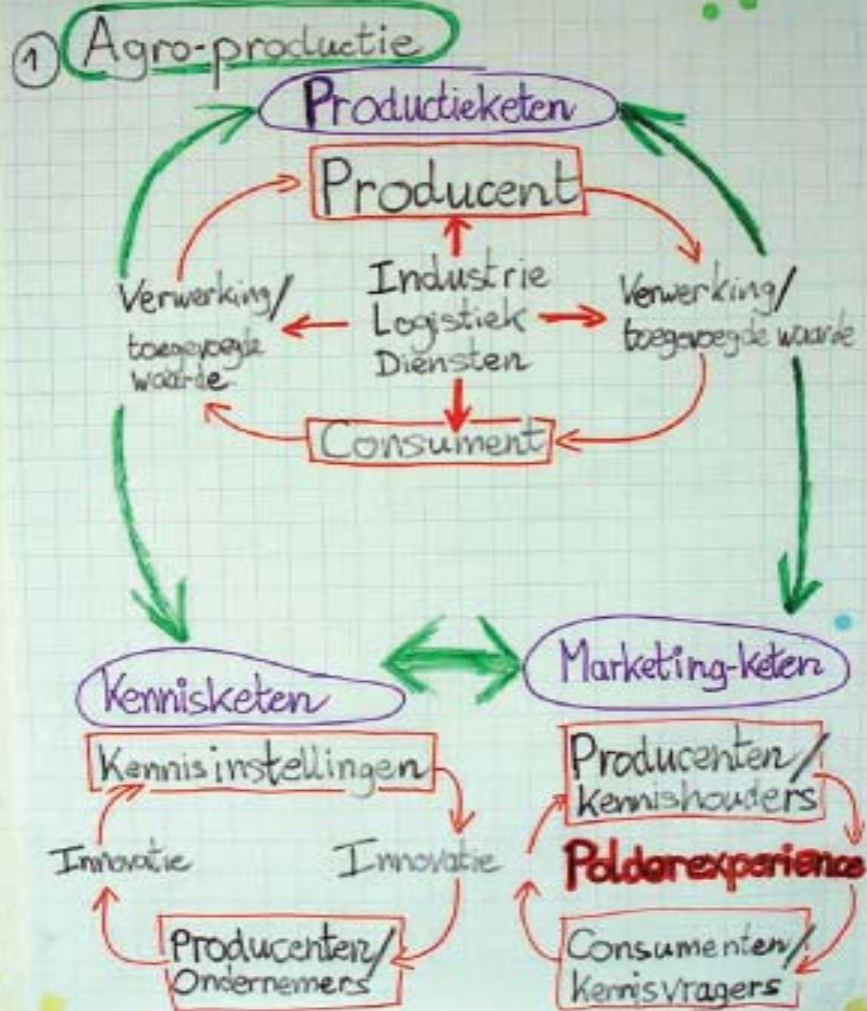 1 Agro-productie
Productieketen
Producent
Verwerking/
toegevoegde
waarde
Industrie
Logistiek
Diensten
Verwerking/
toegevoegde waarde
Consument
Kennisketen
Kennisinstellingen
Innovatie
Innovatie
Producenten/
Ondernemers
Marketing-keten
Producenten/
Kennishouders
Polderexperience
Consumenten/
Kennisvragers